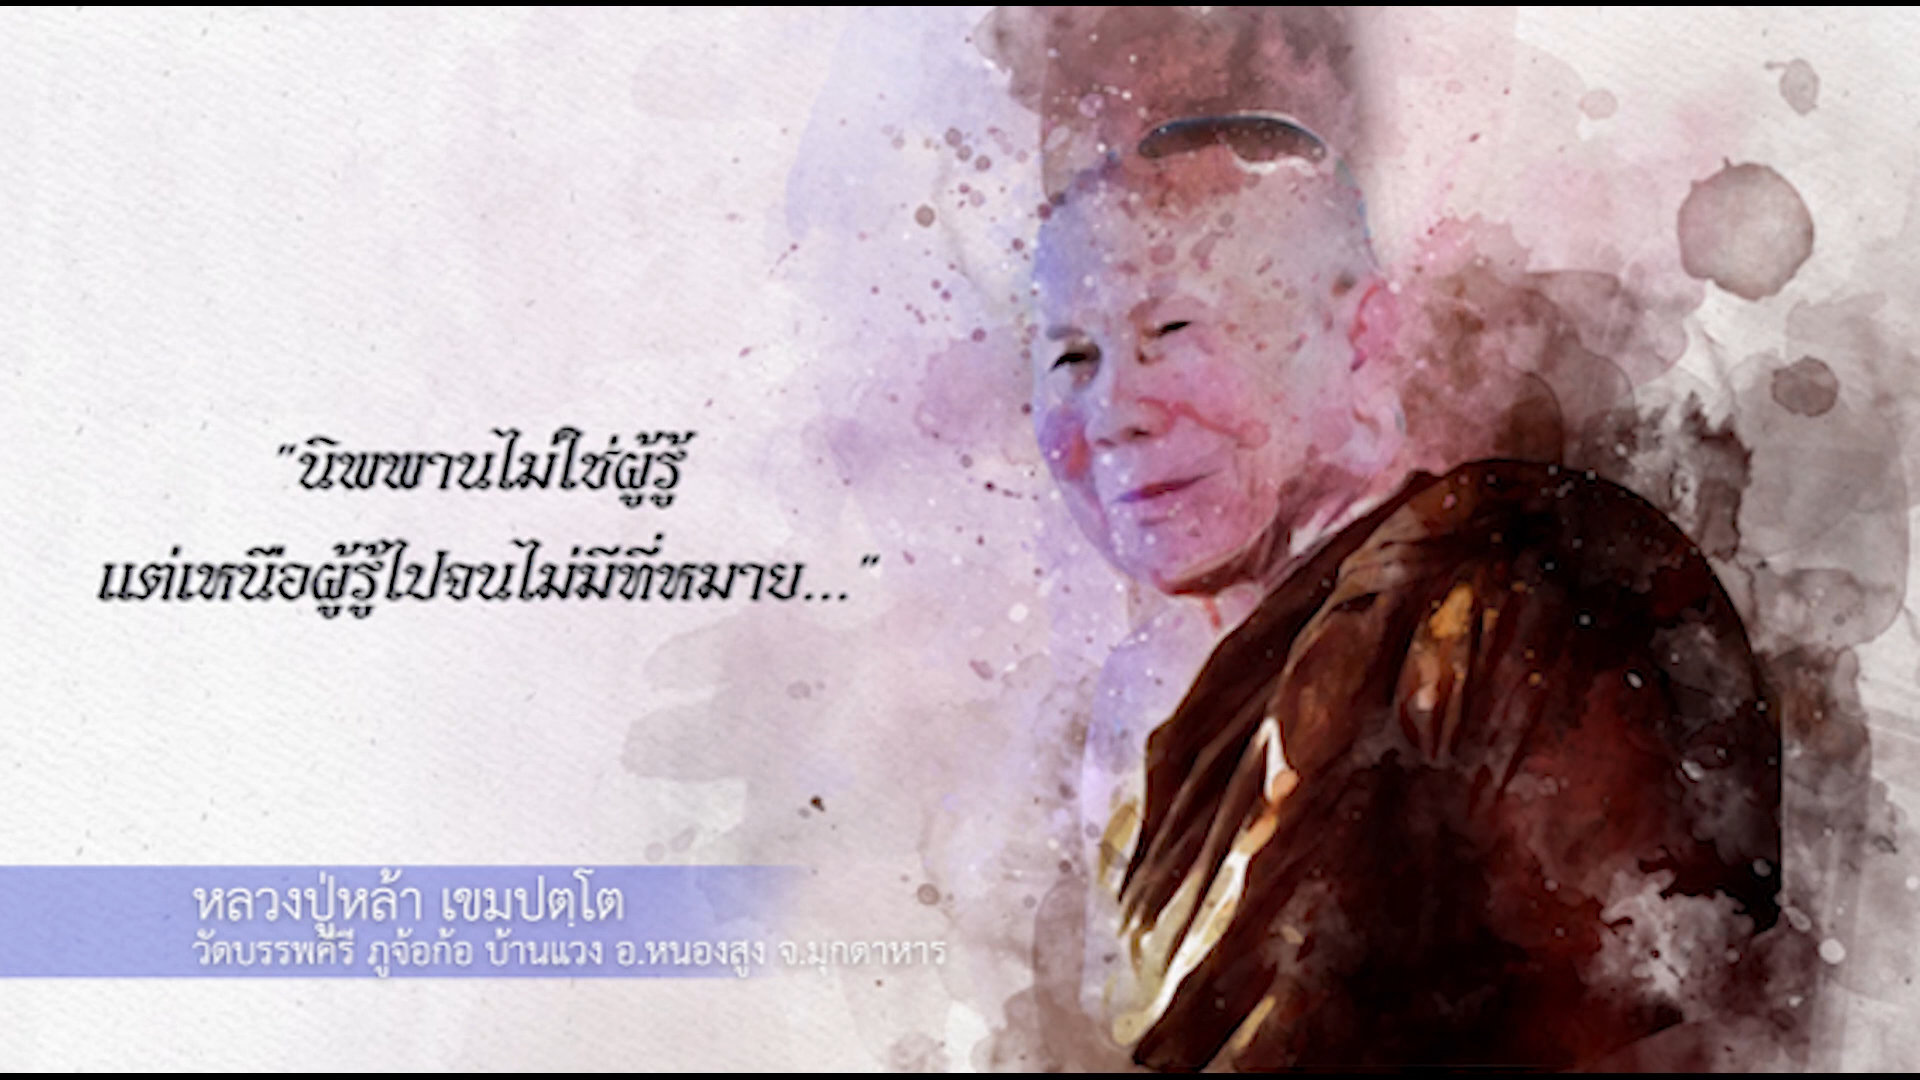 "นิพพานไม่ใช่ผู้รู้
แต่เหนือผู้รู้ไปจนไม่มีที่หมาย..."
หลวงปู่หล้า เขมปตฺโต
วัดบรรพคีรี ภูจ้อก้อ บ้านแวง อ.หนองสูง จ.มุกดาหาร